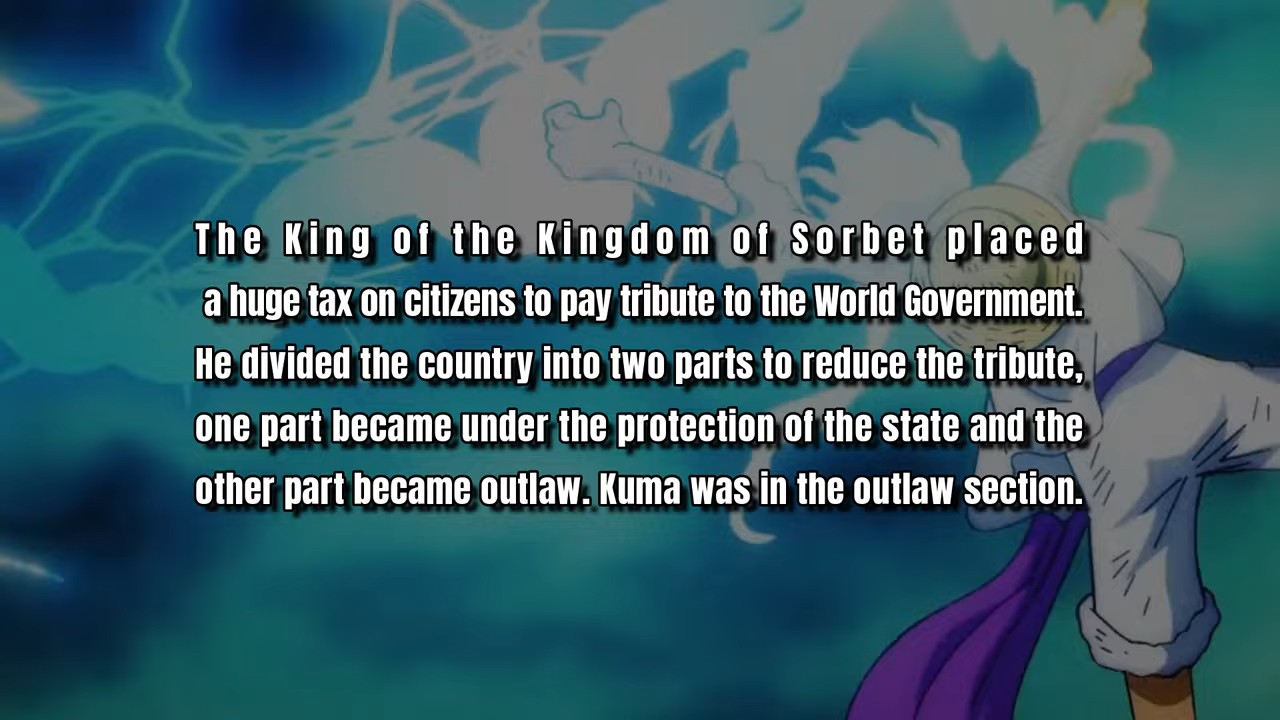 The King of the Kingdom of Sorbet placed
a huge tax on citizens to pay tribute to the World Government.
He divided the country into two parts to reduce the tribute,
one part became under the protection of the state and the
other part became outlaw. Kuma was in the outlaw section.